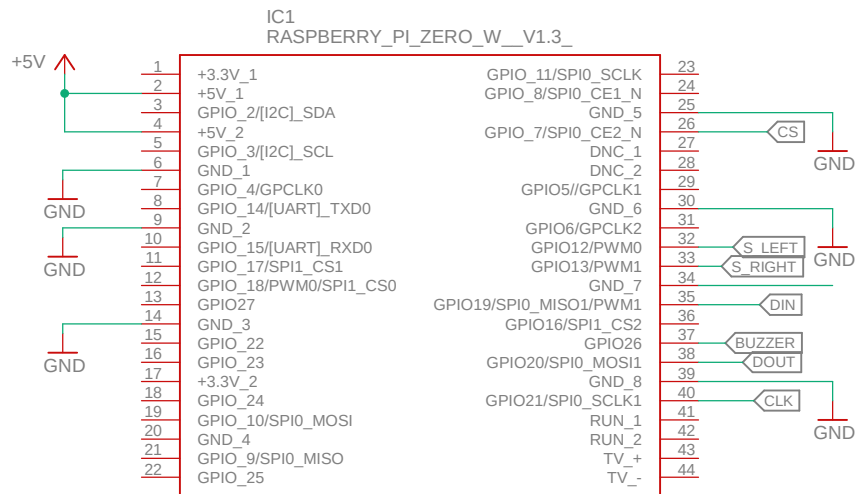 IC1
RASPBERRY_PI_ZERO_W__V1.3_
+5V
1 +3.3V_1
2 +5V_1
3 GPIO_2/[I2C]_SDA
4 +5V_2
5 GPIO_3/[I2C]_SCL
6 GND_1
7 GPIO_4/GPCLK0
8 GPIO_14/[UART]_TXD0
9 GND_2
10 GPIO_15/[UART]_RXD0
11 GPIO_17/SPI1_CS1
12 GPIO_18/PWM0/SPI1_CS0
13 GPIO27
14 GND_3
15 GPIO_22
16 GPIO_23
17 +3.3V_2
18 GPIO_24
19 GPIO_10/SPI0_MOSI
20 GND_4
21 GPIO_9/SPI0_MISO
22 GPIO_25
GND
GND
GND
GPIO_11/SPI0_SCLK 23
GPIO_8/SPI0_CE1_N 24
GND_5 25
GPIO_7/SPI0_CE2_N 26 CS
DNC_1 27
DNC_2 28
GPIO5//GPCLK1 29
GND_6 30
GPIO6/GPCLK2 31
GPIO12/PWM0 32 S_LEFT
GPIO13/PWM1 33 S_RIGHT
GND_7 34
GPIO19/SPI0_MISO1/PWM1 35 DIN
GPIO16/SPI1_CS2 36
GPIO26 37 BUZZER
GPIO20/SPI0_MOSI1 38 DOUT
GND_8 39
GPIO21/SPI0_SCLK1 40 CLK
RUN_1 41
RUN_2 42
TV_+ 43
TV_- 44
GND
GND
GND